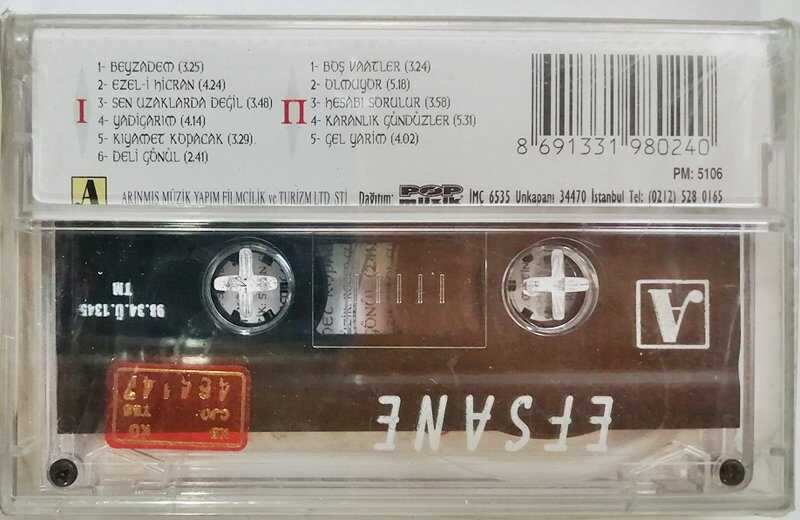 I
1- BEYZADEM (3.25)
2- EZEL-İ HİCRAN (4.24)
3- SEN UZAKLARDA DEĞİL (3.48)
4- YADİGARIM (4.14)
5- KIYAMET KOPACAK (3.29)
6- DELİ GÖNÜL (2.41)
II
1- BOŞ VAATLER (3.24)
2- OLMUYOR (5.18)
3- HESABI SORULUR (3.58)
4- KARANLIK GÜNDÜZLER (5.31)
5- GEL YARİM (4.02)
8 691331 980240
PM: 5106
A ARINMIŞ MÜZİK YAPIM FİLMCİLİK ve TURİZM LTD. STİ
Dağıtım: POP MÜZİK İMÇ 6535 Unkapanı 34470 İstanbul Tel: (0212) 528 0165
98.34.Ü.1345
TM
A
464147
EFSANE